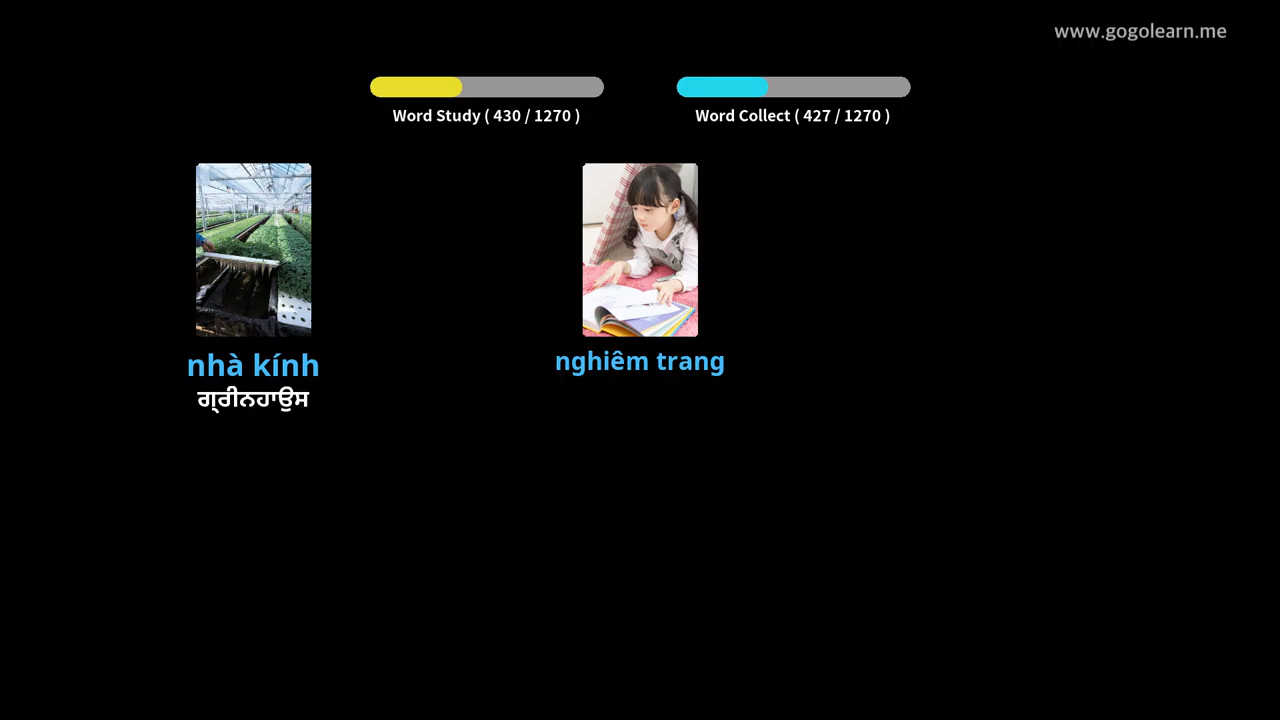 www.gogolearn.me
Word Study ( 430 / 1270 )
Word Collect ( 427 / 1270 )
nhà kính
ਗ੍ਰੀਨਹਾਉਸ
nghiêm trang